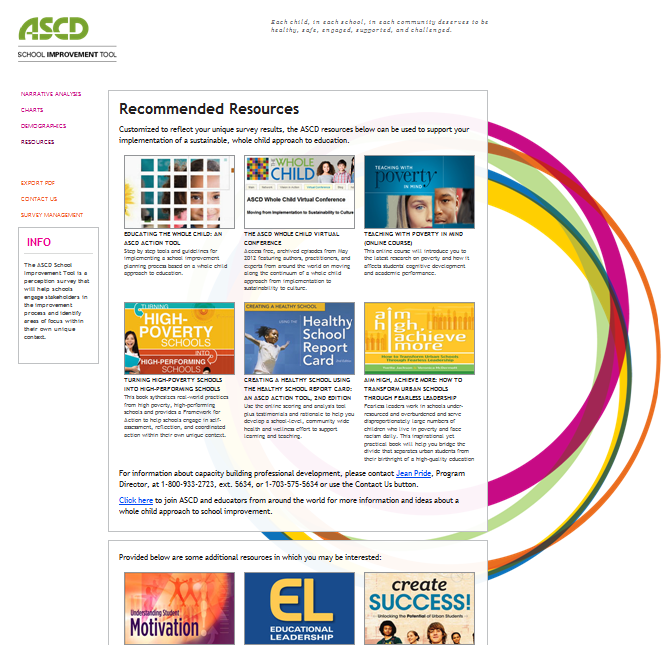 ASCD
SCHOOL IMPROVEMENT TOOL
Each child, in each school, in each community deserves to be
healthy, safe, engaged, supported, and challenged.
NARRATIVE ANALYSIS
CHARTS
DEMOGRAPHICS
RESOURCES
EXPORT PDF
CONTACT US
SURVEY MANAGEMENT
INFO
The ASCD School
Improvement Tool is a
perception survey that
will help schools
engage stakeholders in
the improvement
process and identify
areas of focus within
their own unique
context.
Recommended Resources
Customized to reflect your unique survey results, the ASCD resources below can be used to support your
implementation of a sustainable, whole child approach to education.
EDUCATING THE WHOLE CHILD: AN
ASCD ACTION TOOL
Step by step tools and guidelines for
implementing a school improvement
planning process based on a whole child
approach to education.
THE WHOLE
CHILD
ASCD Whole Child Virtual Conference
Moving from Implementation to Sustainability to Culture
THE ASCD WHOLE CHILD VIRTUAL
CONFERENCE
Access free, archived episodes from May
2012 featuring authors, practitioners, and
experts from around the world on moving
along the continuum of a whole child
approach from implementation to
sustainability to culture.
TEACHING WITH
poverty
IN MIND
TEACHING WITH POVERTY IN MIND
(ONLINE COURSE)
This online course will introduce you to
the latest research on poverty and how it
affects students' cognitive development
and academic performance.
TURNING
HIGH-
POVERTY
SCHOOLS
INTO
HIGH-PERFORMING
SCHOOLS
TURNING HIGH-POVERTY SCHOOLS
INTO HIGH-PERFORMING SCHOOLS
This book sythesizes real-world practices
from high poverty, high-performing
schools and provides a Framework for
Action to help schools engage in self-
assessment, reflection, and coordinated
action within their own unique context.
CREATING A HEALTHY SCHOOL
USING THE
Healthy
School
Report
Card
CREATING A HEALTHY SCHOOL USING
THE HEALTHY SCHOOL REPORT CARD:
AN ASCD ACTION TOOL, 2ND EDITION
Use the online scoring and analysis tool
plus testimonials and rationale to help you
develop a school-level, community wide
health and wellness effort to support
learning and teaching.
aim
high,
achieve
more
How to Transform Urban Schools
Through Fearless Leadership
AIM HIGH, ACHIEVE MORE: HOW TO
TRANSFORM URBAN SCHOOLS
THROUGH FEARLESS LEADERSHIP
Fearless leaders work in schools under-
resourced and overburdened and serve
disproportionately large numbers of
children who live in poverty and face
racism daily. This inspirational yet
practical book will help you bridge the
divide that separates urban students from
their birthright of a high-quality education
For information about capacity building professional development, please contact Jean Pride, Program
Director, at 1-800-933-2723, ext. 5634, or 1-703-575-5634 or use the Contact Us button.
Click here to join ASCD and educators from around the world for more information and ideas about a
whole child approach to school improvement.
Provided below are some additional resources in which you may be interested:
Understanding Student
Motivation
EL
EDUCATIONAL
LEADERSHIP
create
SUCCESS!
Unlocking the Potential of Urban Students